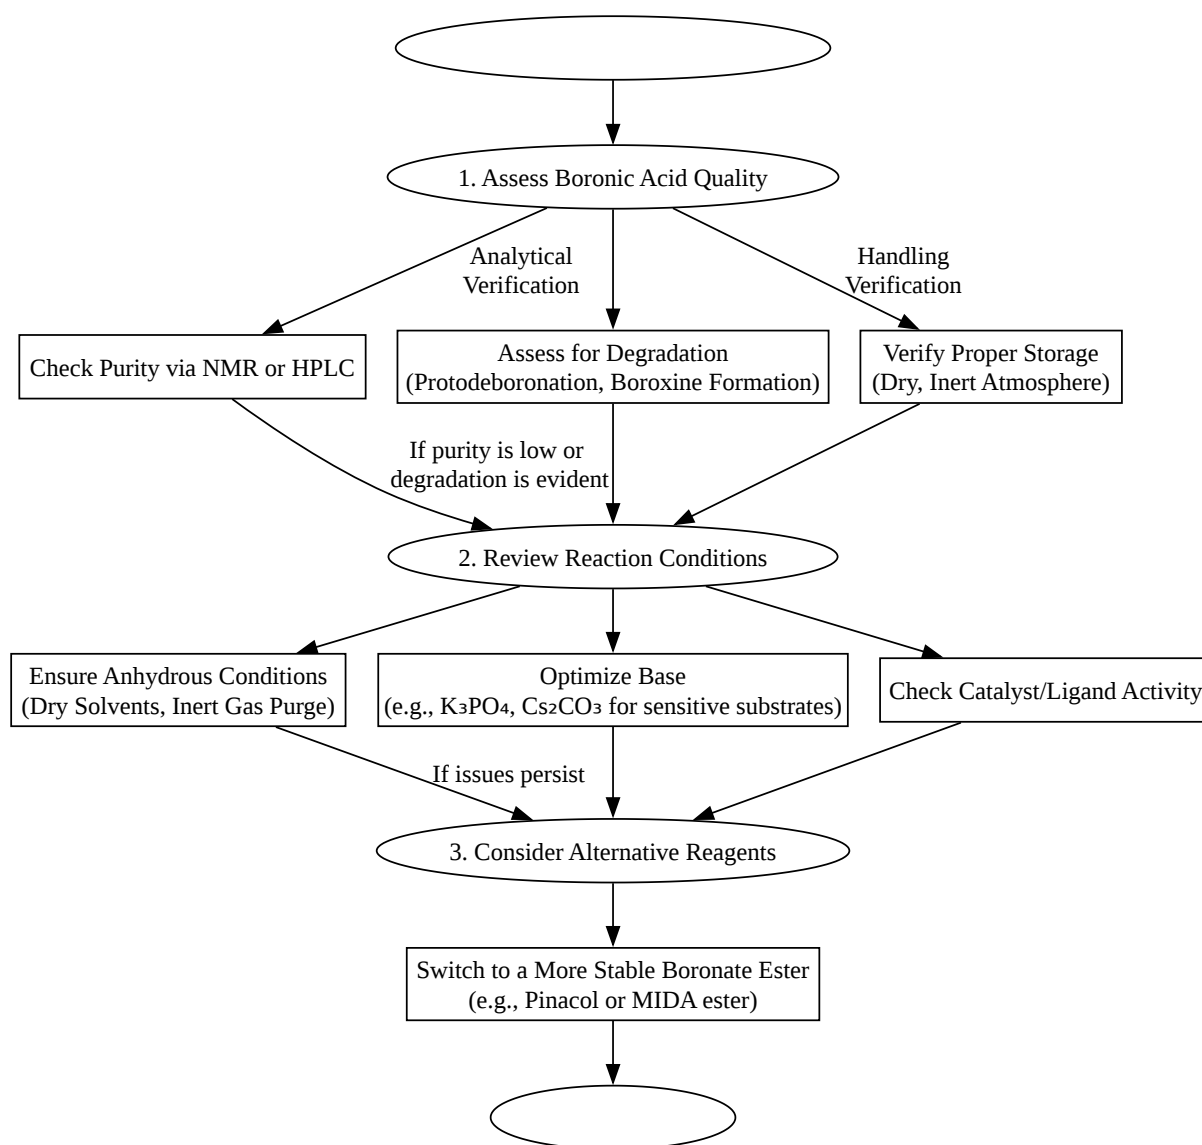 1. Assess Boronic Acid Quality
Analytical
Verification
Handling
Verification
Check Purity via NMR or HPLC
Assess for Degradation
(Protodeboronation, Boroxine Formation)
Verify Proper Storage
(Dry, Inert Atmosphere)
If purity is low or
degradation is evident
2. Review Reaction Conditions
Ensure Anhydrous Conditions
(Dry Solvents, Inert Gas Purge)
Optimize Base
(e.g., K₃PO₄, Cs₂CO₃ for sensitive substrates)
Check Catalyst/Ligand Activity
If issues persist
3. Consider Alternative Reagents
Switch to a More Stable Boronate Ester
(e.g., Pinacol or MIDA ester)